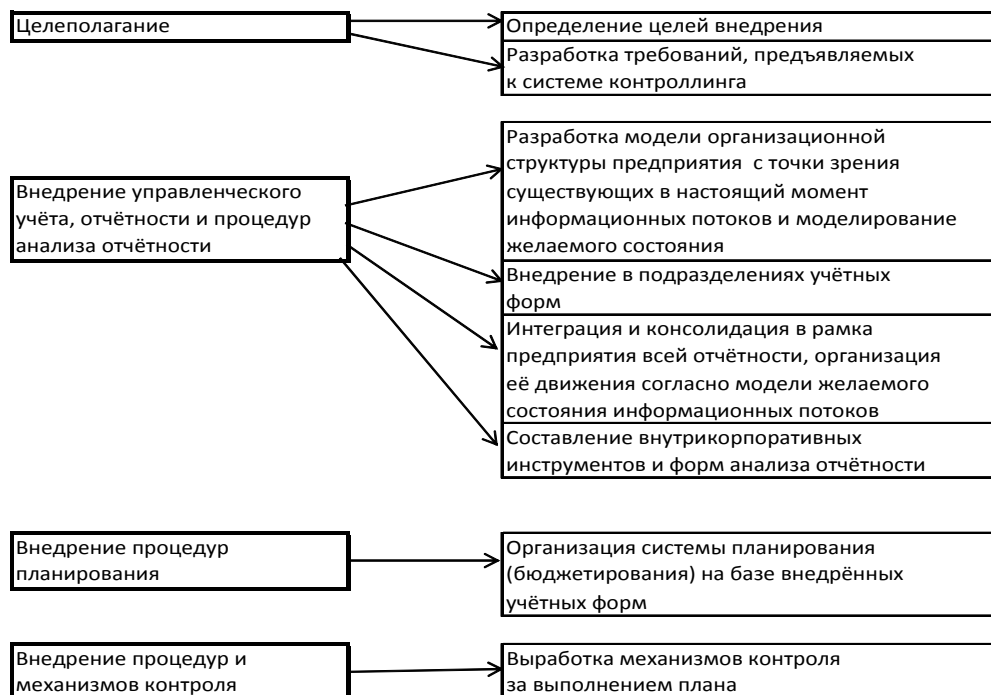 Целеполагание
Определение целей внедрения
Разработка требований, предъявляемых
к системе контроллинга
Внедрение управленческого
учёта, отчётности и процедур
анализа отчётности
Разработка модели организационной
структуры предприятия с точки зрения
существующих в настоящий момент
информационных потоков и моделирование
желаемого состояния
Внедрение в подразделениях учётных
форм
Интеграция и консолидация в рамка
предприятия всей отчётности, организация
её движения согласно модели желаемого
состояния информационных потоков
Составление внутрикорпоративных
инструментов и форм анализа отчётности
Внедрение процедур
планирования
Организация системы планирования
(бюджетирования) на базе внедрённых
учётных форм
Внедрение процедур и
механизмов контроля
Выработка механизмов контроля
за выполнением плана